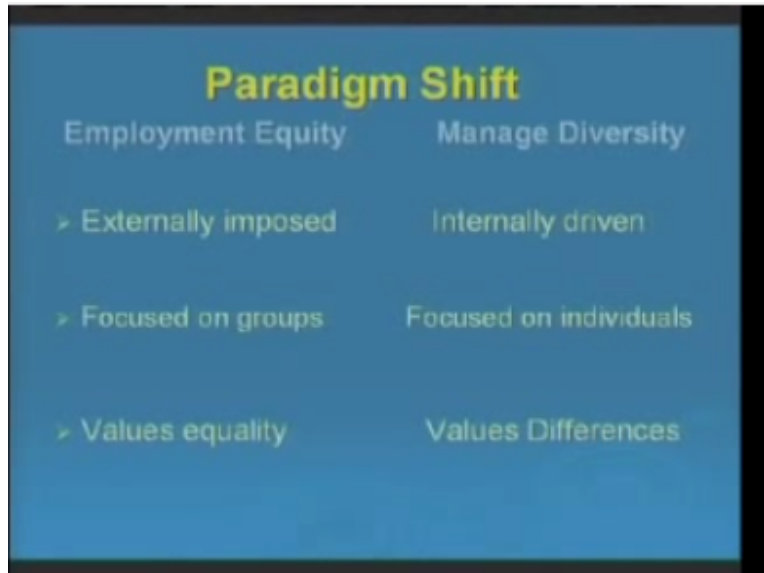 Paradigm Shift
Employment Equity Manage Diversity
Externally imposed Internally driven
Focused on groups Focused on individuals
Values equality Values Differences